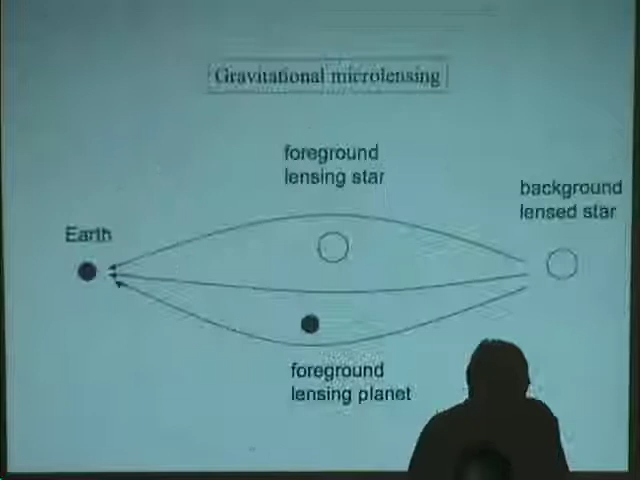 Gravitational microlensing
foreground
lensing star
background
lensed star
Earth
foreground
lensing planet